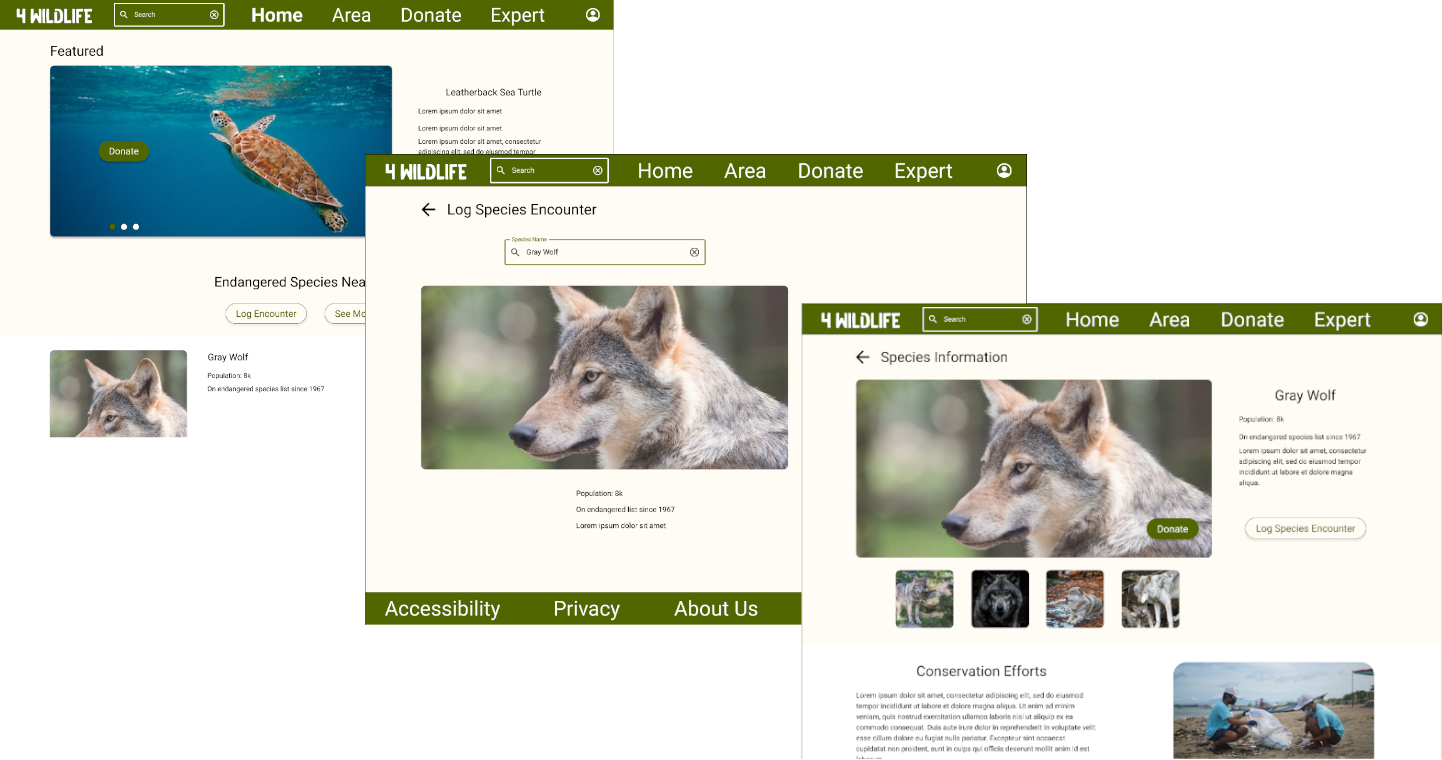 4 WILDLIFE
Search
Home
Area
Donate
Expert
Featured
Donate
Leatherback Sea Turtle
Lorem ipsum dolor sit amet
Lorem ipsum dolor sit amet
Lorem ipsum dolor sit amet, consectetur
adipiscing elit, sed do eiusmod tempor
Endangered Species Nea
Log Encounter
See Mo
Gray Wolf
Population: 8k
On endangered species list since 1967
4 WILDLIFE
Search
Home
Area
Donate
Expert
Log Species Encounter
Species Name
Gray Wolf
Population: 8k
On endangered list since 1967
Lorem ipsum dolor sit amet
Accessibility
Privacy
About Us
4 WILDLIFE
Search
Home
Area
Donate
Expert
Species Information
Donate
Gray Wolf
Population: 8k
On endangered species list since 1967
Lorem ipsum dolor sit amet, consectetur
adipiscing elit, sed do eiusmod tempor
incididunt ut labore et dolore magna
aliqua.
Log Species Encounter
Conservation Efforts
Lorem ipsum dolor sit amet, consectetur adipiscing elit, sed do eiusmod
tempor incididunt ut labore et dolore magna aliqua. Ut enim ad minim
veniam, quis nostrud exercitation ullamco laboris nisi ut aliquip ex ea
commodo consequat. Duis aute irure dolor in reprehenderit in voluptate velit
esse cillum dolore eu fugiat nulla pariatur. Excepteur sint occaecat
cupidatat non proident, sunt in culpa qui officia deserunt mollit anim id est
laborum.